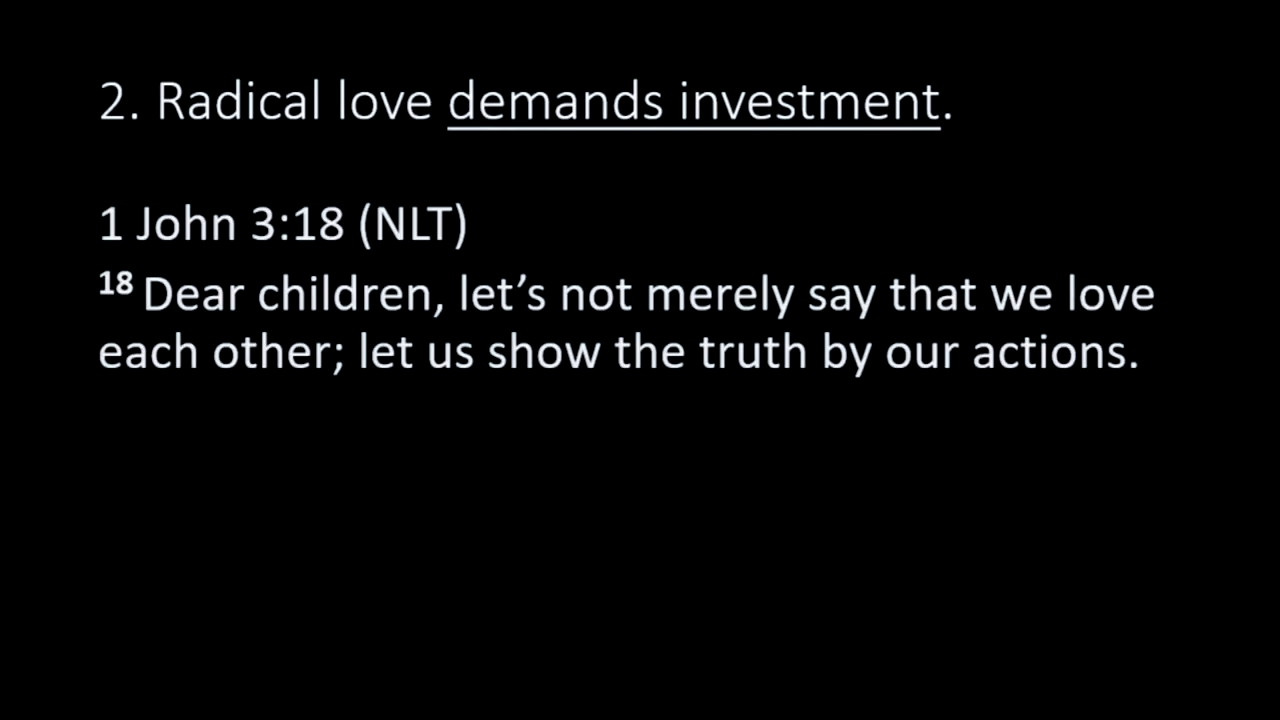 2. Radical love demands investment.
1 John 3:18 (NLT)
18 Dear children, let’s not merely say that we love
each other; let us show the truth by our actions.